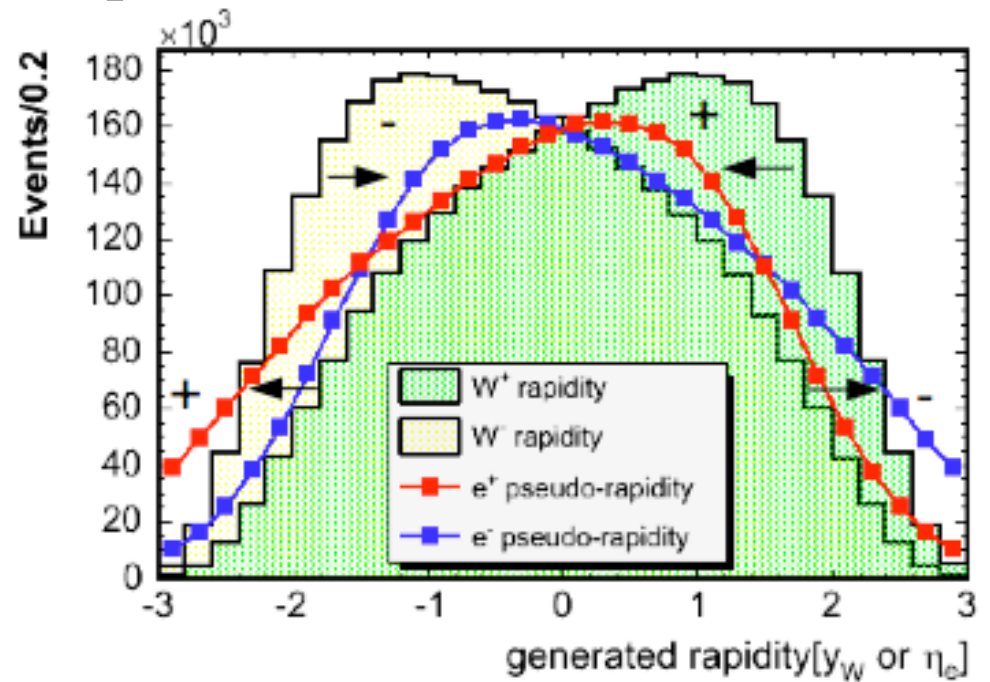 ×10³
Events/0.2
180
160
140
120
100
80
60
40
20
0
-
+
+
-
W⁺ rapidity
W⁻ rapidity
e⁺ pseudo-rapidity
e⁻ pseudo-rapidity
-3 -2 -1 0 1 2 3
generated rapidity[y_W or η_e]